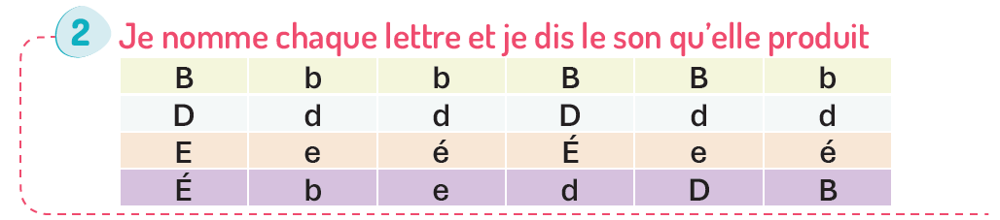 2 Je nomme chaque lettre et je dis le son qu'elle produit
B b b B B b
D d d D d d
E e é É e é
É b e d D B